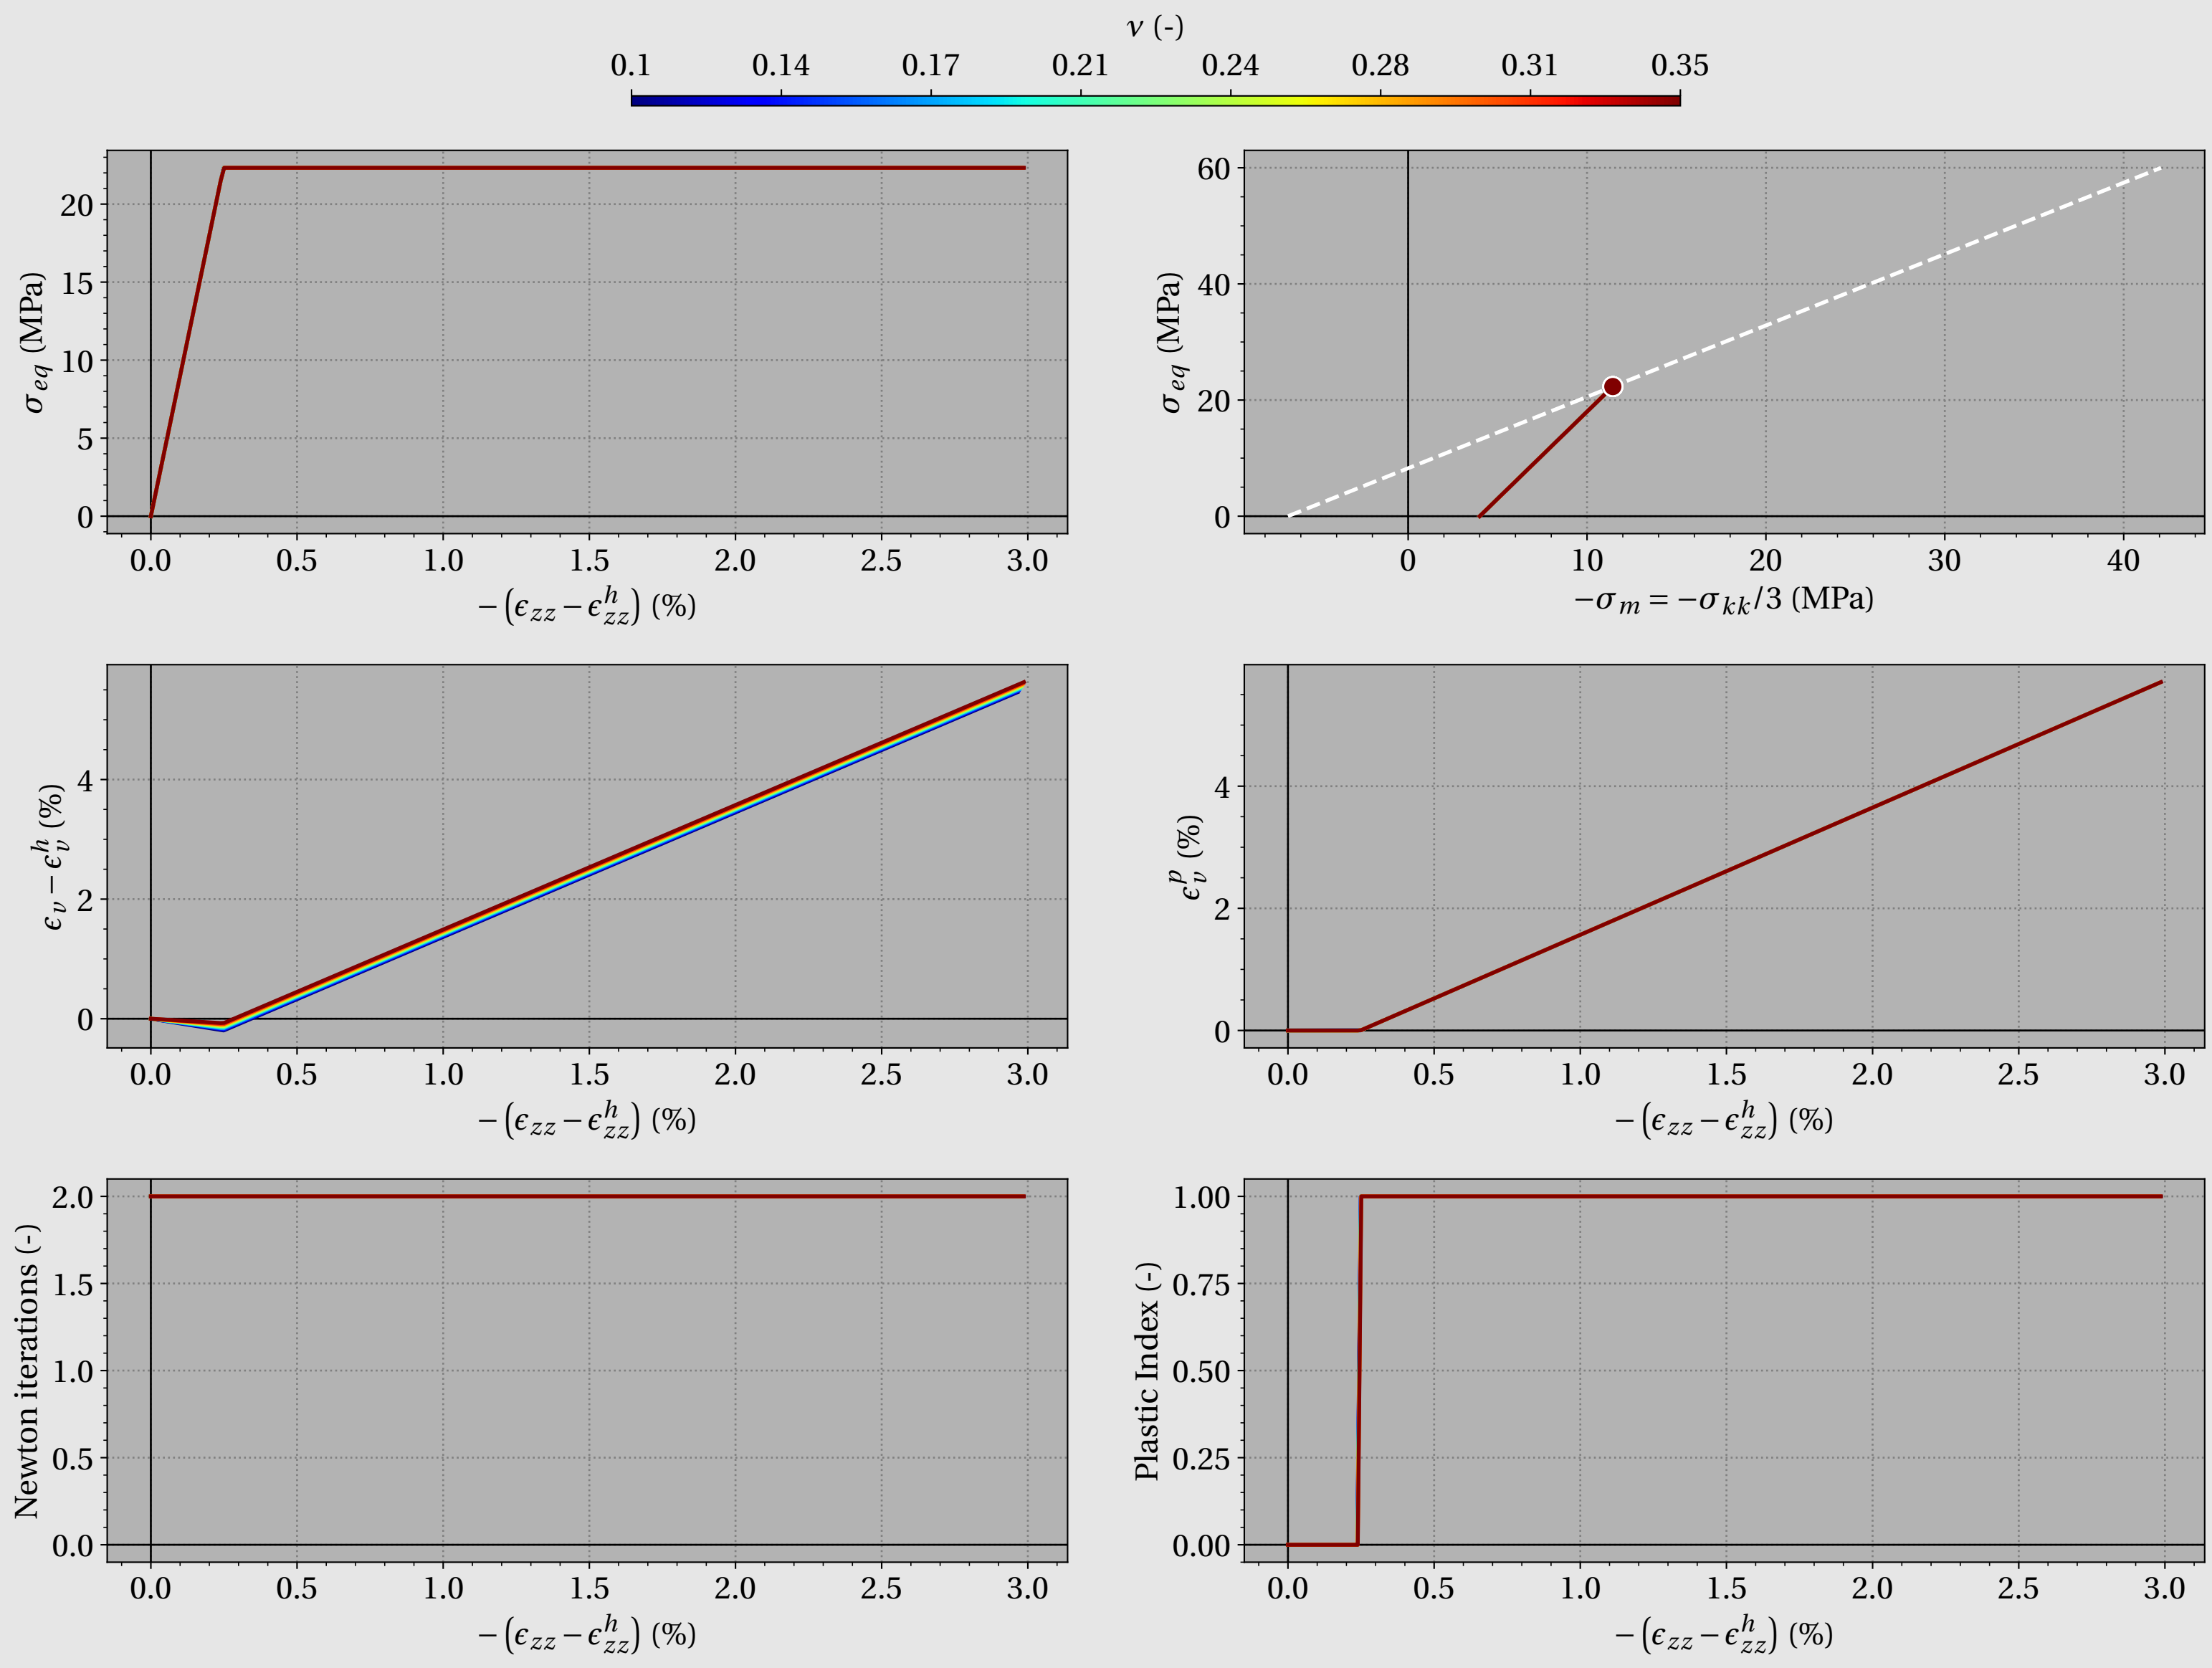 ν (-)
0.1 0.14 0.17 0.21 0.24 0.28 0.31 0.35
σ_eq (MPa)
20
15
10
5
0
0.0 0.5 1.0 1.5 2.0 2.5 3.0
−(ϵ_zz − ϵ^h_zz) (%)
σ_eq (MPa)
60
40
20
0
0 10 20 30 40
−σ_m = −σ_kk/3 (MPa)
ϵ_v − ϵ^h_v (%)
4
2
0
0.0 0.5 1.0 1.5 2.0 2.5 3.0
−(ϵ_zz − ϵ^h_zz) (%)
ϵ^p_v (%)
4
2
0
0.0 0.5 1.0 1.5 2.0 2.5 3.0
−(ϵ_zz − ϵ^h_zz) (%)
Newton iterations (-)
2.0
1.5
1.0
0.5
0.0
0.0 0.5 1.0 1.5 2.0 2.5 3.0
−(ϵ_zz − ϵ^h_zz) (%)
Plastic Index (-)
1.00
0.75
0.50
0.25
0.00
0.0 0.5 1.0 1.5 2.0 2.5 3.0
−(ϵ_zz − ϵ^h_zz) (%)